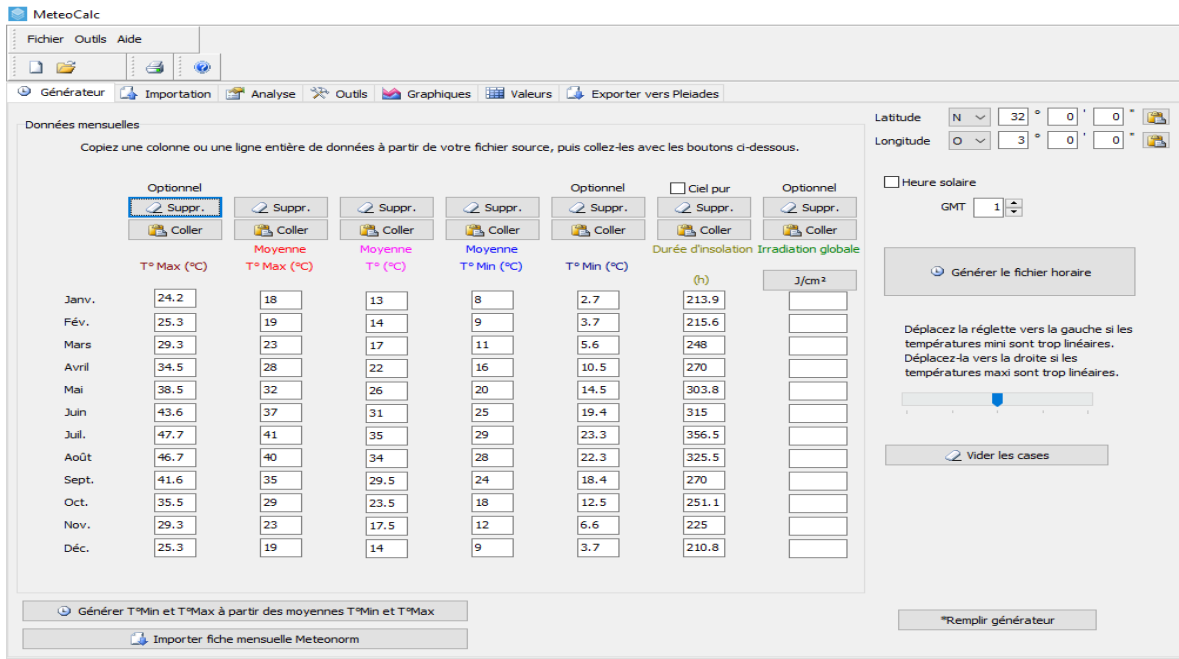 MeteoCalc
Fichier Outils Aide
Générateur Importation Analyse Outils Graphiques Valeurs Exporter vers Pleiades
Latitude N 32 ° 0 ' 0 "
Longitude O 3 ° 0 ' 0 "
Données mensuelles
Copiez une colonne ou une ligne entière de données à partir de votre fichier source, puis collez-les avec les boutons ci-dessous.
Optionnel Optionnel Ciel pur Optionnel
Suppr. Suppr. Suppr. Suppr. Suppr. Suppr. Suppr.
Coller Coller Coller Coller Coller Coller Coller
Moyenne Moyenne Moyenne Durée d'insolation Irradiation globale
T° Max (°C) T° Max (°C) T° (°C) T° Min (°C) T° Min (°C)
(h) J/cm²
Janv. 24.2 18 13 8 2.7 213.9
Fév. 25.3 19 14 9 3.7 215.6
Mars 29.3 23 17 11 5.6 248
Avril 34.5 28 22 16 10.5 270
Mai 38.5 32 26 20 14.5 303.8
Juin 43.6 37 31 25 19.4 315
Juil. 47.7 41 35 29 23.3 356.5
Août 46.7 40 34 28 22.3 325.5
Sept. 41.6 35 29.5 24 18.4 270
Oct. 35.5 29 23.5 18 12.5 251.1
Nov. 29.3 23 17.5 12 6.6 225
Déc. 25.3 19 14 9 3.7 210.8
Heure solaire
GMT 1
Générer le fichier horaire
Déplacez la réglette vers la gauche si les
températures mini sont trop linéaires.
Déplacez-la vers la droite si les
températures maxi sont trop linéaires.
Vider les cases
Générer T°Min et T°Max à partir des moyennes T°Min et T°Max
Importer fiche mensuelle Meteonorm
*Remplir générateur